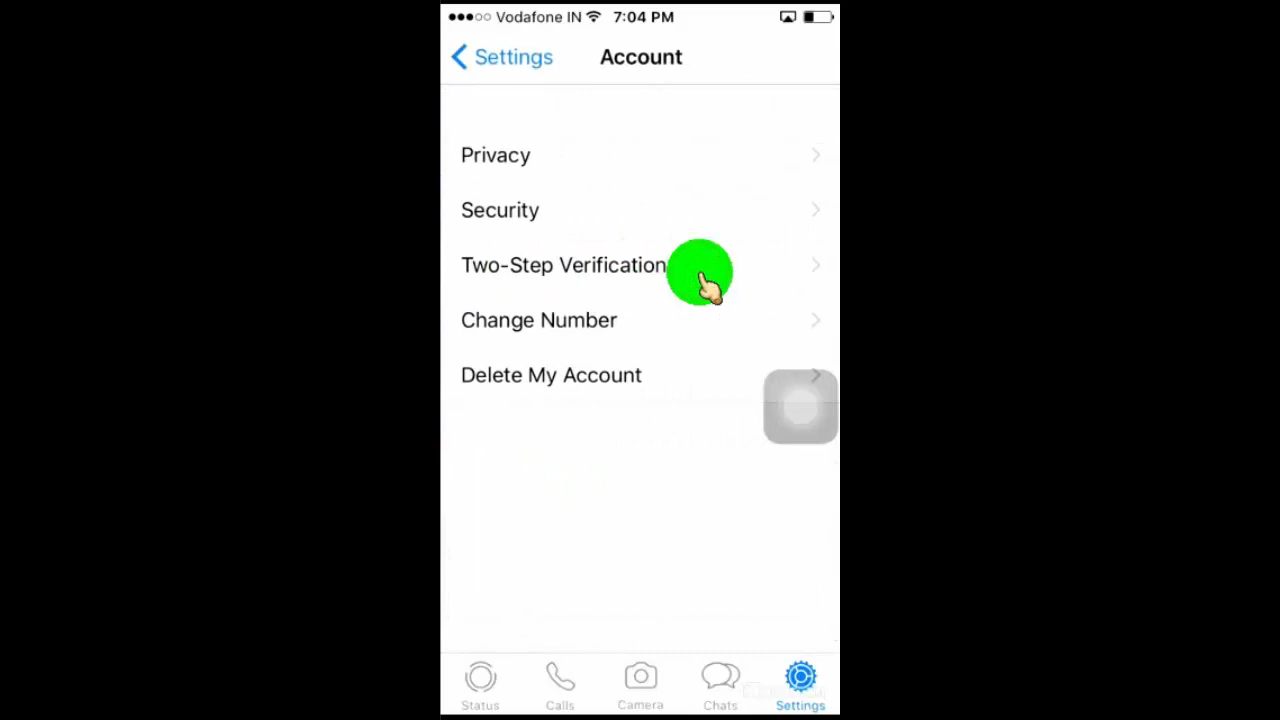 Vodafone IN 7:04 PM
Settings Account
Privacy
Security
Two-Step Verification
Change Number
Delete My Account
Status Calls Camera Chats Settings